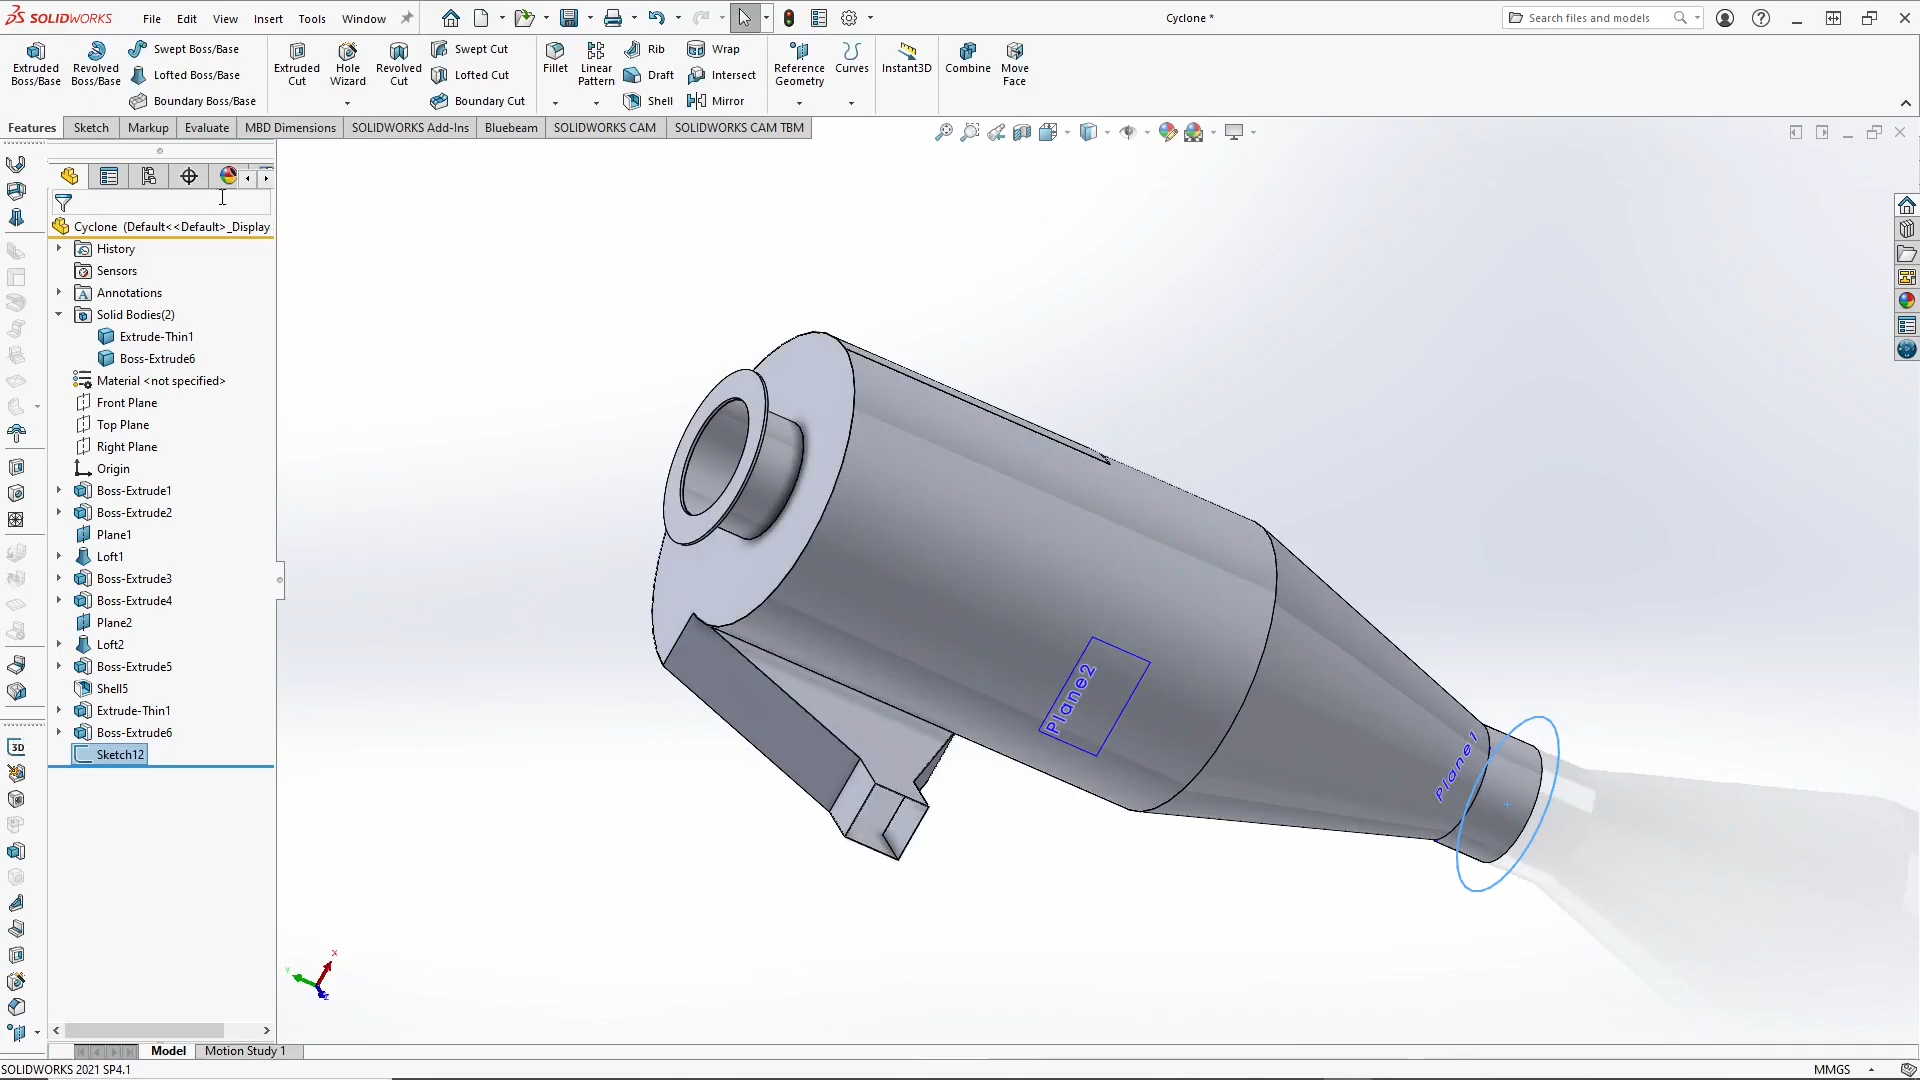 SOLIDWORKS File Edit View Insert Tools Window Cyclone * Search files and models
Extruded Boss/Base
Revolved Boss/Base
Swept Boss/Base
Lofted Boss/Base
Boundary Boss/Base
Extruded Cut
Hole Wizard
Revolved Cut
Swept Cut
Lofted Cut
Boundary Cut
Fillet
Linear Pattern
Rib
Draft
Shell
Wrap
Intersect
Mirror
Reference Geometry
Curves
Instant3D
Combine
Move Face
Features Sketch Markup Evaluate MBD Dimensions SOLIDWORKS Add-Ins Bluebeam SOLIDWORKS CAM SOLIDWORKS CAM TBM
Cyclone (Default<<Default>_Display
History
Sensors
Annotations
Solid Bodies(2)
Extrude-Thin1
Boss-Extrude6
Material <not specified>
Front Plane
Top Plane
Right Plane
Origin
Boss-Extrude1
Boss-Extrude2
Plane1
Loft1
Boss-Extrude3
Boss-Extrude4
Plane2
Loft2
Boss-Extrude5
Shell5
Extrude-Thin1
Boss-Extrude6
Sketch12
3D
Plane2
Plane1
X
Y
Z
Model Motion Study 1
SOLIDWORKS 2021 SP4.1 MMGS